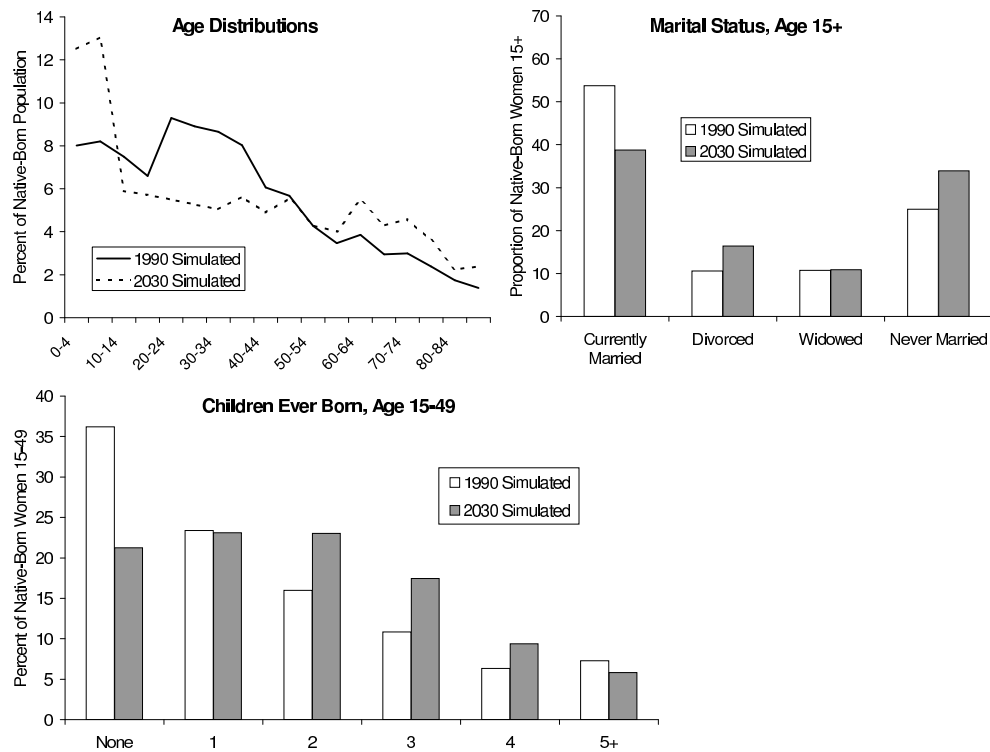 Age Distributions
Percent of Native-Born Population
14
12
10
8
6
4
2
0
1990 Simulated
2030 Simulated
0-4
10-14
20-24
30-34
40-44
50-54
60-64
70-74
80-84
Marital Status, Age 15+
Proportion of Native-Born Women 15+
70
60
50
40
30
20
10
0
1990 Simulated
2030 Simulated
Currently
Married
Divorced
Widowed
Never Married
Children Ever Born, Age 15-49
Percent of Native-Born Women 15-49
40
35
30
25
20
15
10
5
0
1990 Simulated
2030 Simulated
None
1
2
3
4
5+